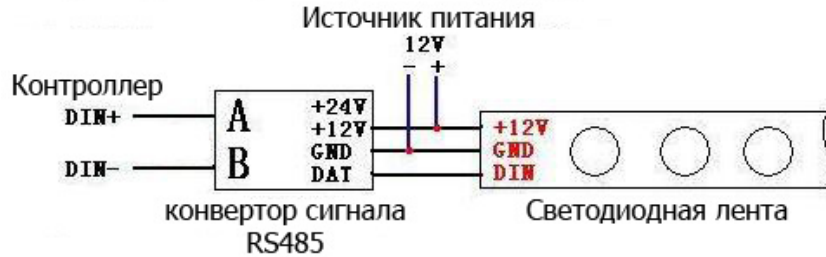 Источник питания
12V
- +
Контроллер
DIN+
DIN-
A
B
+24V
+12V
GND
DAT
+12V
GND
DIN
конвертор сигнала
RS485
Светодиодная лента